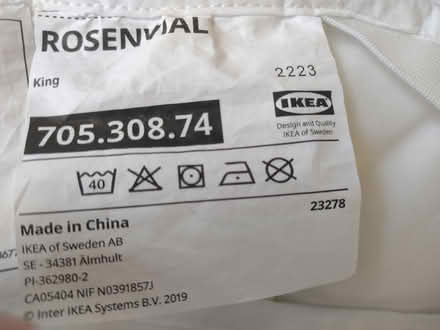 ROSENVIAL
King
2223
IKEA
Design and Quality
IKEA of Sweden
705.308.74
40
23278
Made in China
IKEA of Sweden AB
SE - 34381 Älmhult
PI-362980-2
CA05404 NIF N0391857J
© Inter IKEA Systems B.V. 2019